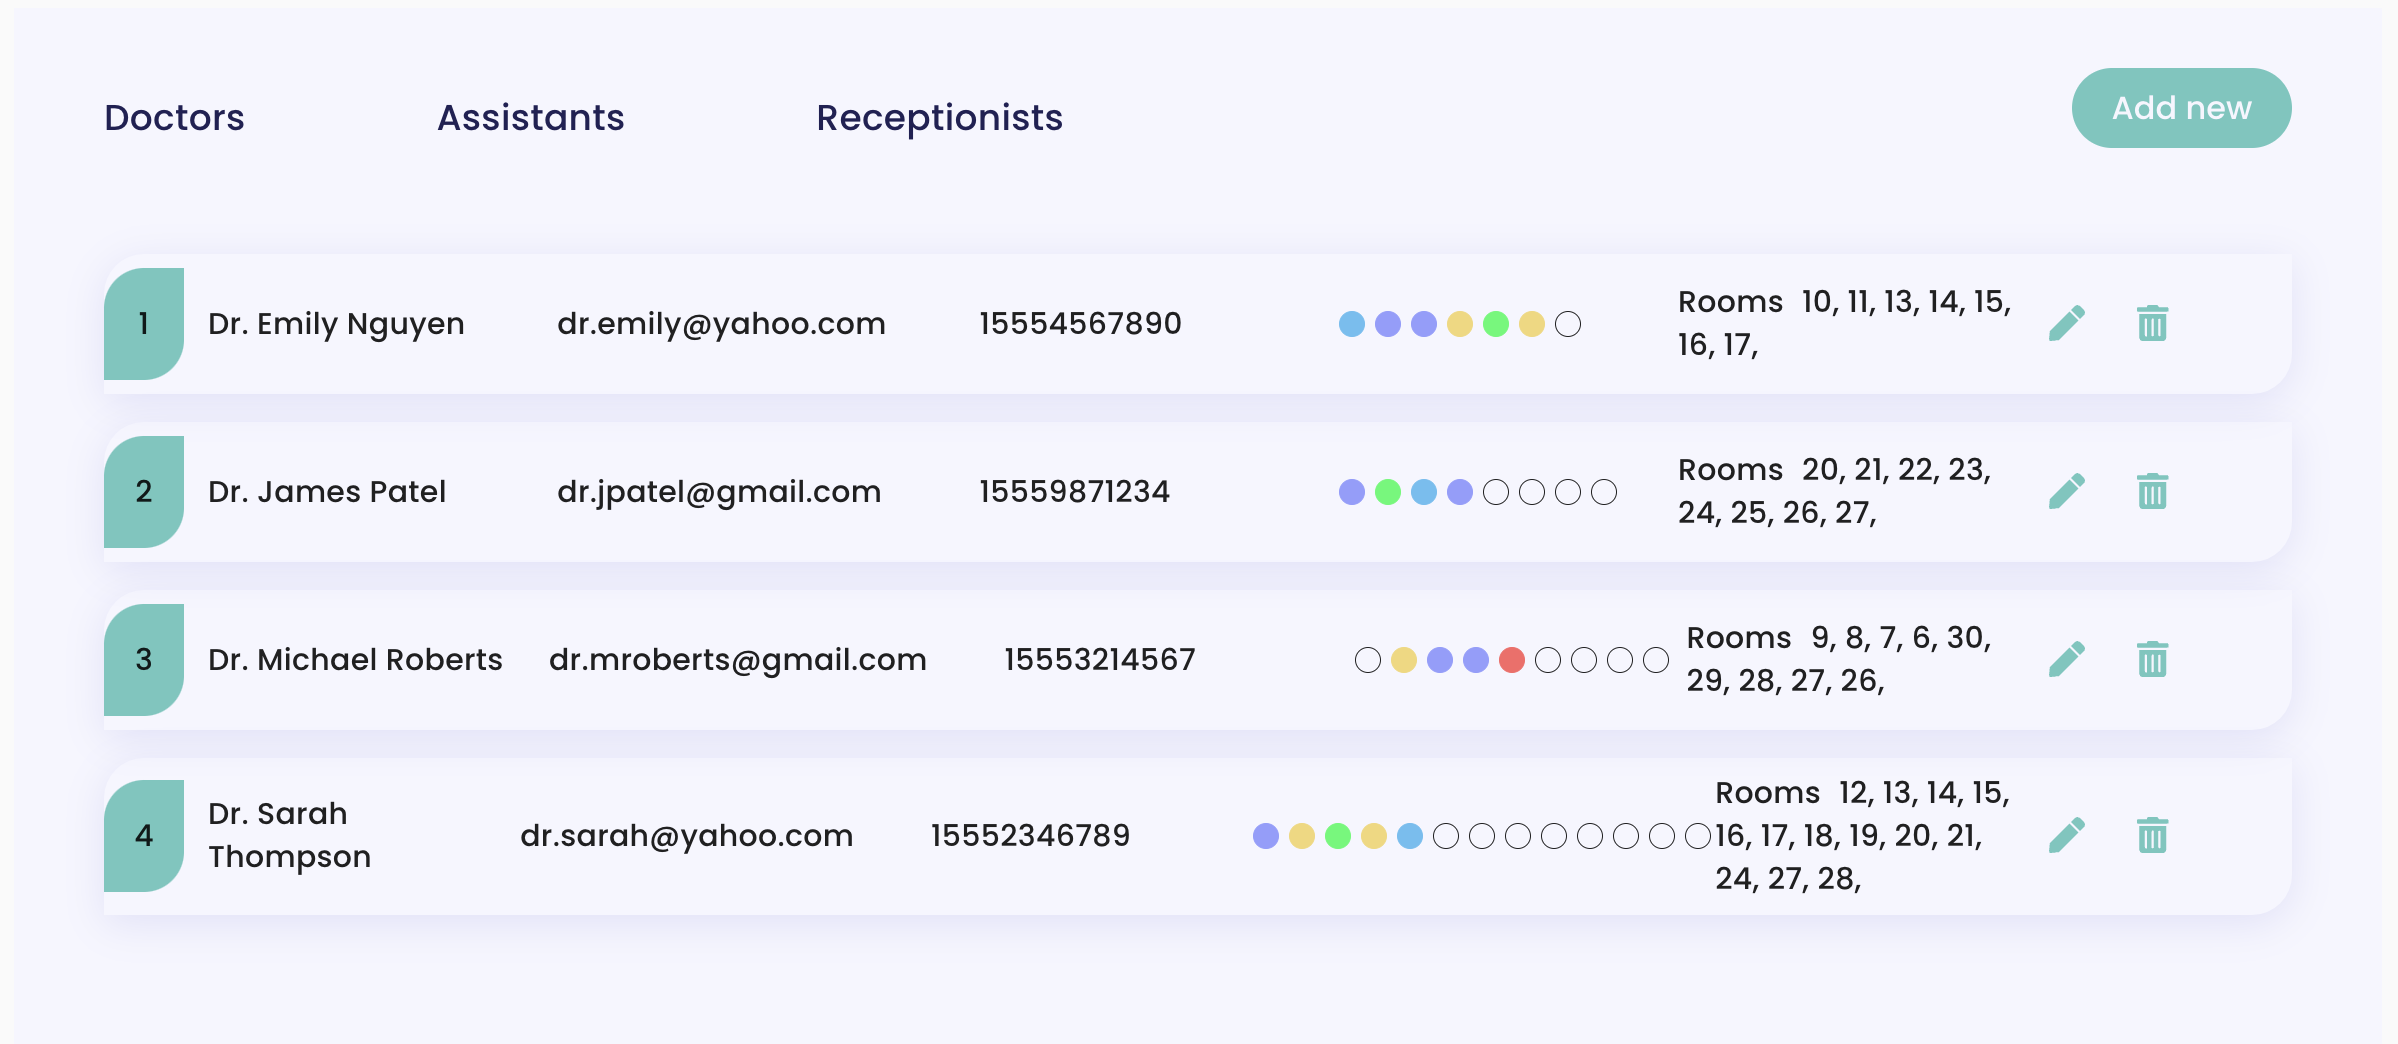 Doctors Assistants Receptionists Add new
1 Dr. Emily Nguyen dr.emily@yahoo.com 15554567890 Rooms 10, 11, 13, 14, 15,
16, 17,
2 Dr. James Patel dr.jpatel@gmail.com 15559871234 Rooms 20, 21, 22, 23,
24, 25, 26, 27,
3 Dr. Michael Roberts dr.mroberts@gmail.com 15553214567 Rooms 9, 8, 7, 6, 30,
29, 28, 27, 26,
4 Dr. Sarah
Thompson dr.sarah@yahoo.com 15552346789 Rooms 12, 13, 14, 15,
16, 17, 18, 19, 20, 21,
24, 27, 28,